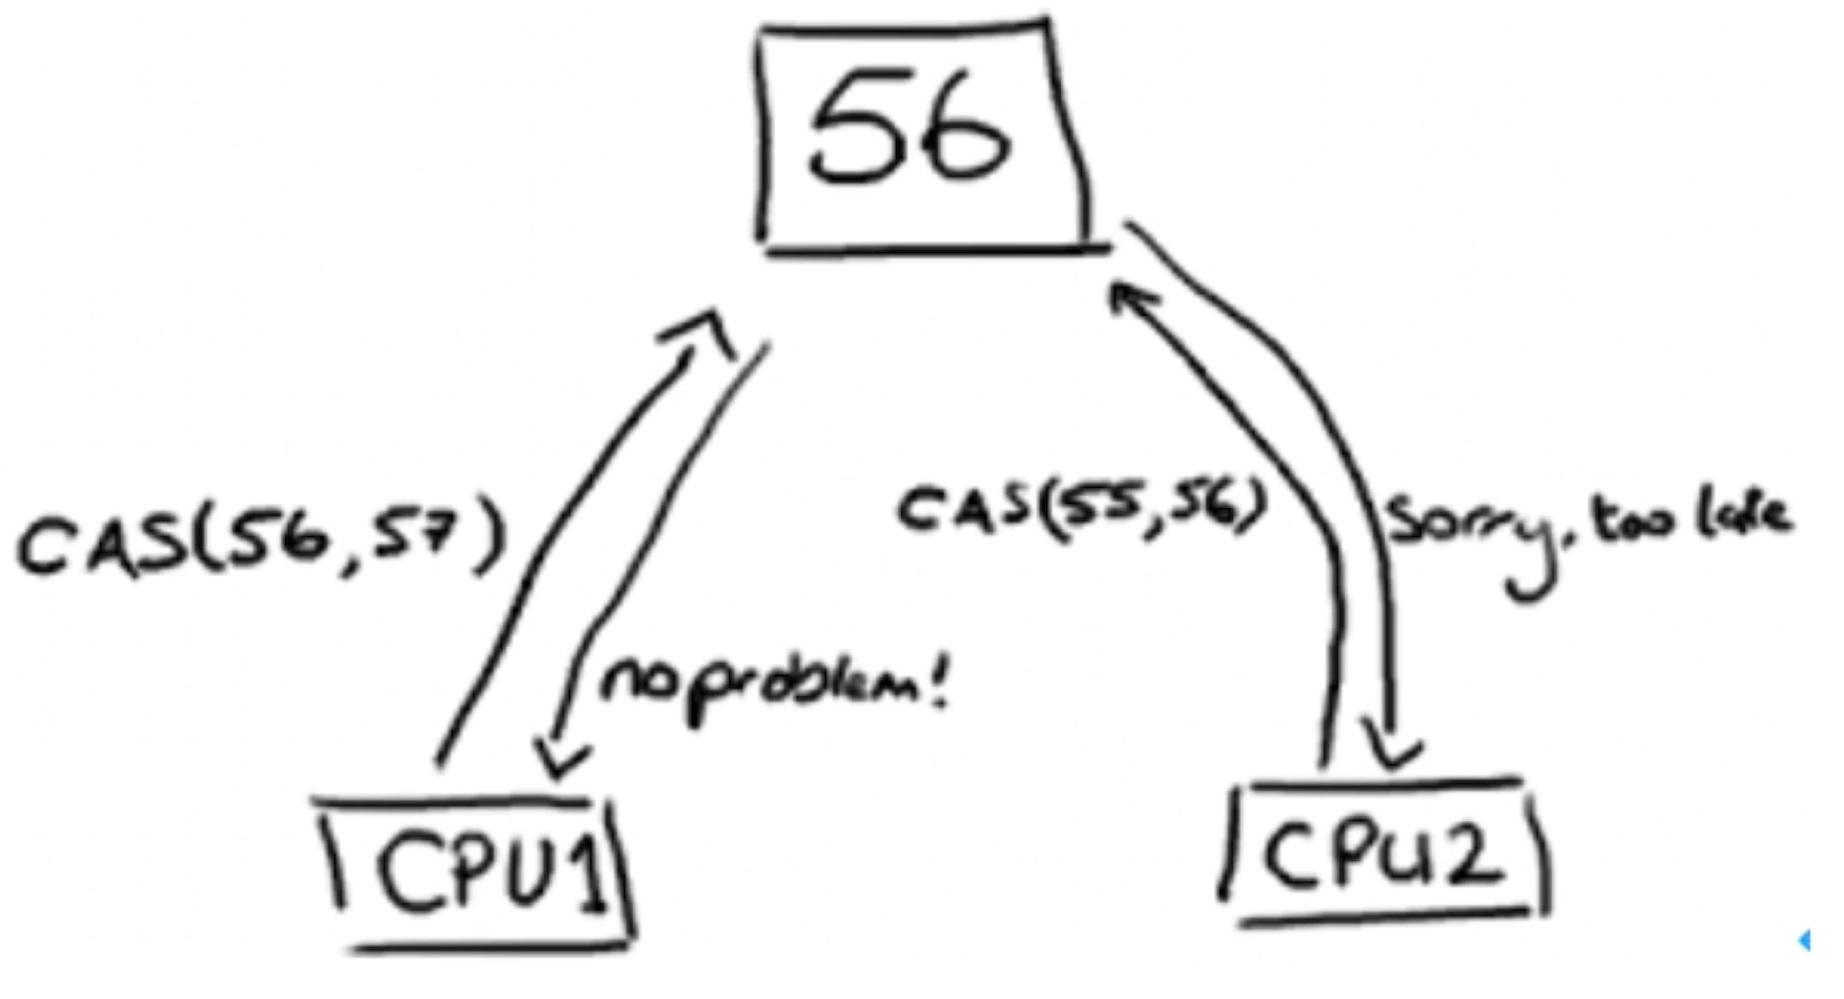 56
CAS(56,57)
CAS(55,56)
Sorry, too late
no problem!
CPU1
CPU2